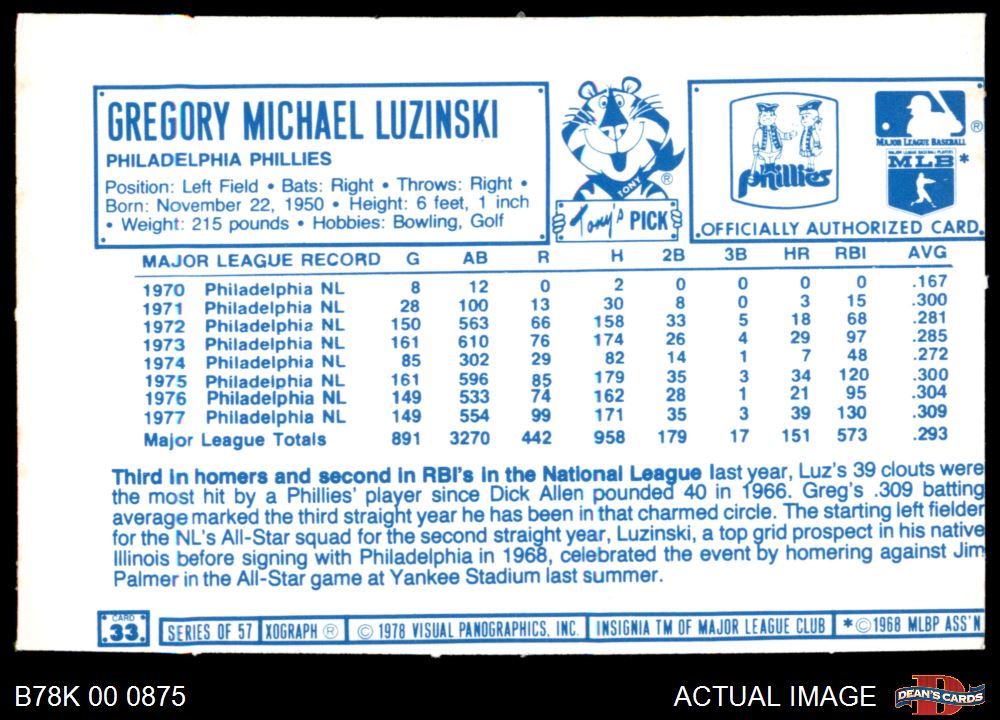 GREGORY MICHAEL LUZINSKI
PHILADELPHIA PHILLIES
Position: Left Field • Bats: Right • Throws: Right •
Born: November 22, 1950 • Height: 6 feet, 1 inch
• Weight: 215 pounds • Hobbies: Bowling, Golf
TONY
®
Tony's PICK
phillies
®
MAJOR LEAGUE BASEBALL
MAJOR LEAGUE BASEBALL PLAYERS
MLB *
OFFICIALLY AUTHORIZED CARD
MAJOR LEAGUE RECORD G AB R H 2B 3B HR RBI AVG
1970 Philadelphia NL 8 12 0 2 0 0 0 0 .167
1971 Philadelphia NL 28 100 13 30 8 0 3 15 .300
1972 Philadelphia NL 150 563 66 158 33 5 18 68 .281
1973 Philadelphia NL 161 610 76 174 26 4 29 97 .285
1974 Philadelphia NL 85 302 29 82 14 1 7 48 .272
1975 Philadelphia NL 161 596 85 179 35 3 34 120 .300
1976 Philadelphia NL 149 533 74 162 28 1 21 95 .304
1977 Philadelphia NL 149 554 99 171 35 3 39 130 .309
Major League Totals 891 3270 442 958 179 17 151 573 .293
Third in homers and second in RBI's in the National League last year, Luz's 39 clouts were
the most hit by a Phillies' player since Dick Allen pounded 40 in 1966. Greg's .309 batting
average marked the third straight year he has been in that charmed circle. The starting left fielder
for the NL's All-Star squad for the second straight year, Luzinski, a top grid prospect in his native
Illinois before signing with Philadelphia in 1968, celebrated the event by homering against Jim
Palmer in the All-Star game at Yankee Stadium last summer.
CARD
33
SERIES OF 57 XOGRAPH ® © 1978 VISUAL PANOGRAPHICS, INC. INSIGNIA TM OF MAJOR LEAGUE CLUB *©1968 MLBP ASS'N
B78K 00 0875
ACTUAL IMAGE
DEAN'S CARDS